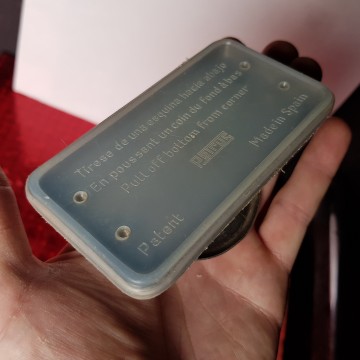 Tirese de una esquina hacia abajo
En poussant un coin du fond à bas
Pull off bottom from corner
Made in Spain
Patent